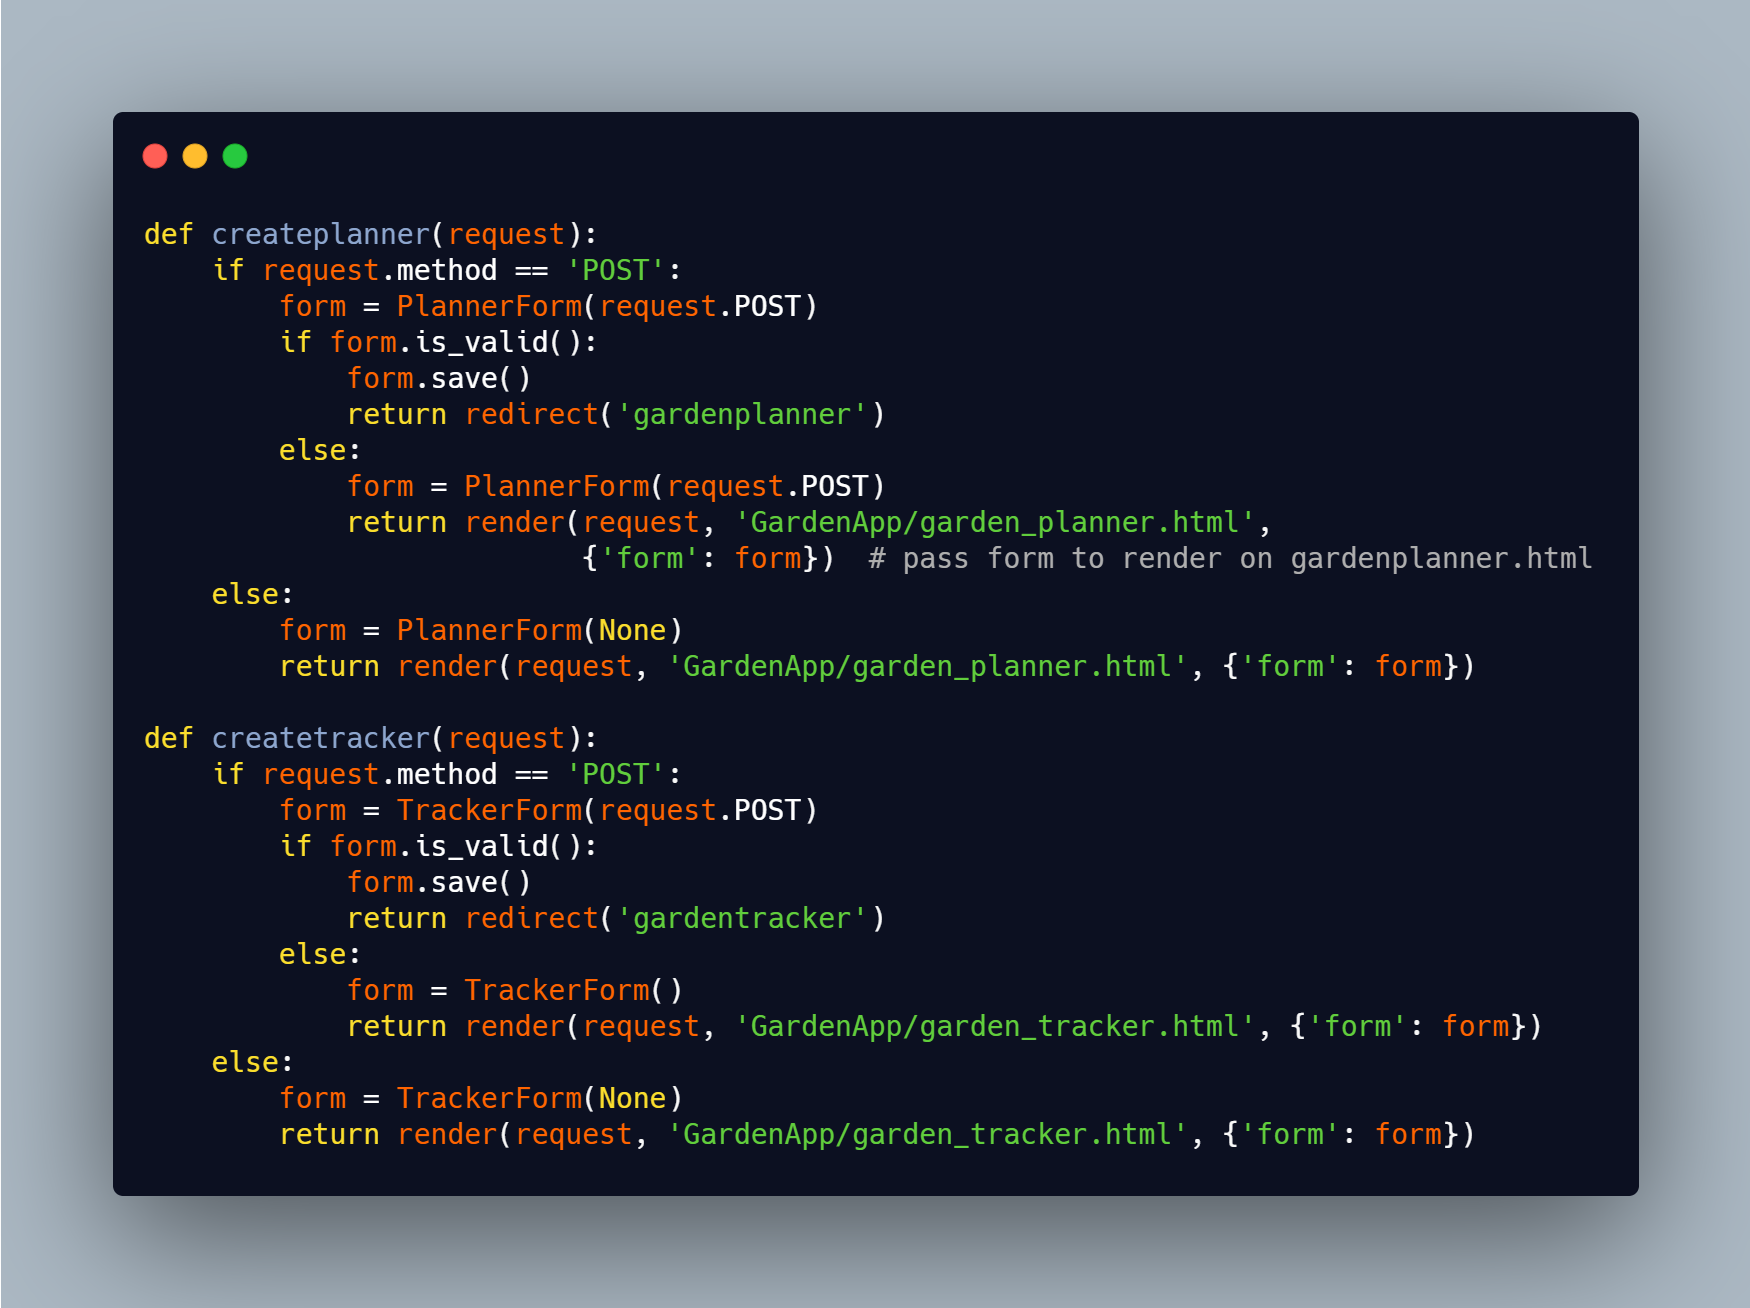 def createplanner(request):
    if request.method == 'POST':
        form = PlannerForm(request.POST)
        if form.is_valid():
            form.save()
            return redirect('gardenplanner')
        else:
            form = PlannerForm(request.POST)
            return render(request, 'GardenApp/garden_planner.html',
                          {'form': form})  # pass form to render on gardenplanner.html
    else:
        form = PlannerForm(None)
        return render(request, 'GardenApp/garden_planner.html', {'form': form})

def createtracker(request):
    if request.method == 'POST':
        form = TrackerForm(request.POST)
        if form.is_valid():
            form.save()
            return redirect('gardentracker')
        else:
            form = TrackerForm()
            return render(request, 'GardenApp/garden_tracker.html', {'form': form})
    else:
        form = TrackerForm(None)
        return render(request, 'GardenApp/garden_tracker.html', {'form': form})